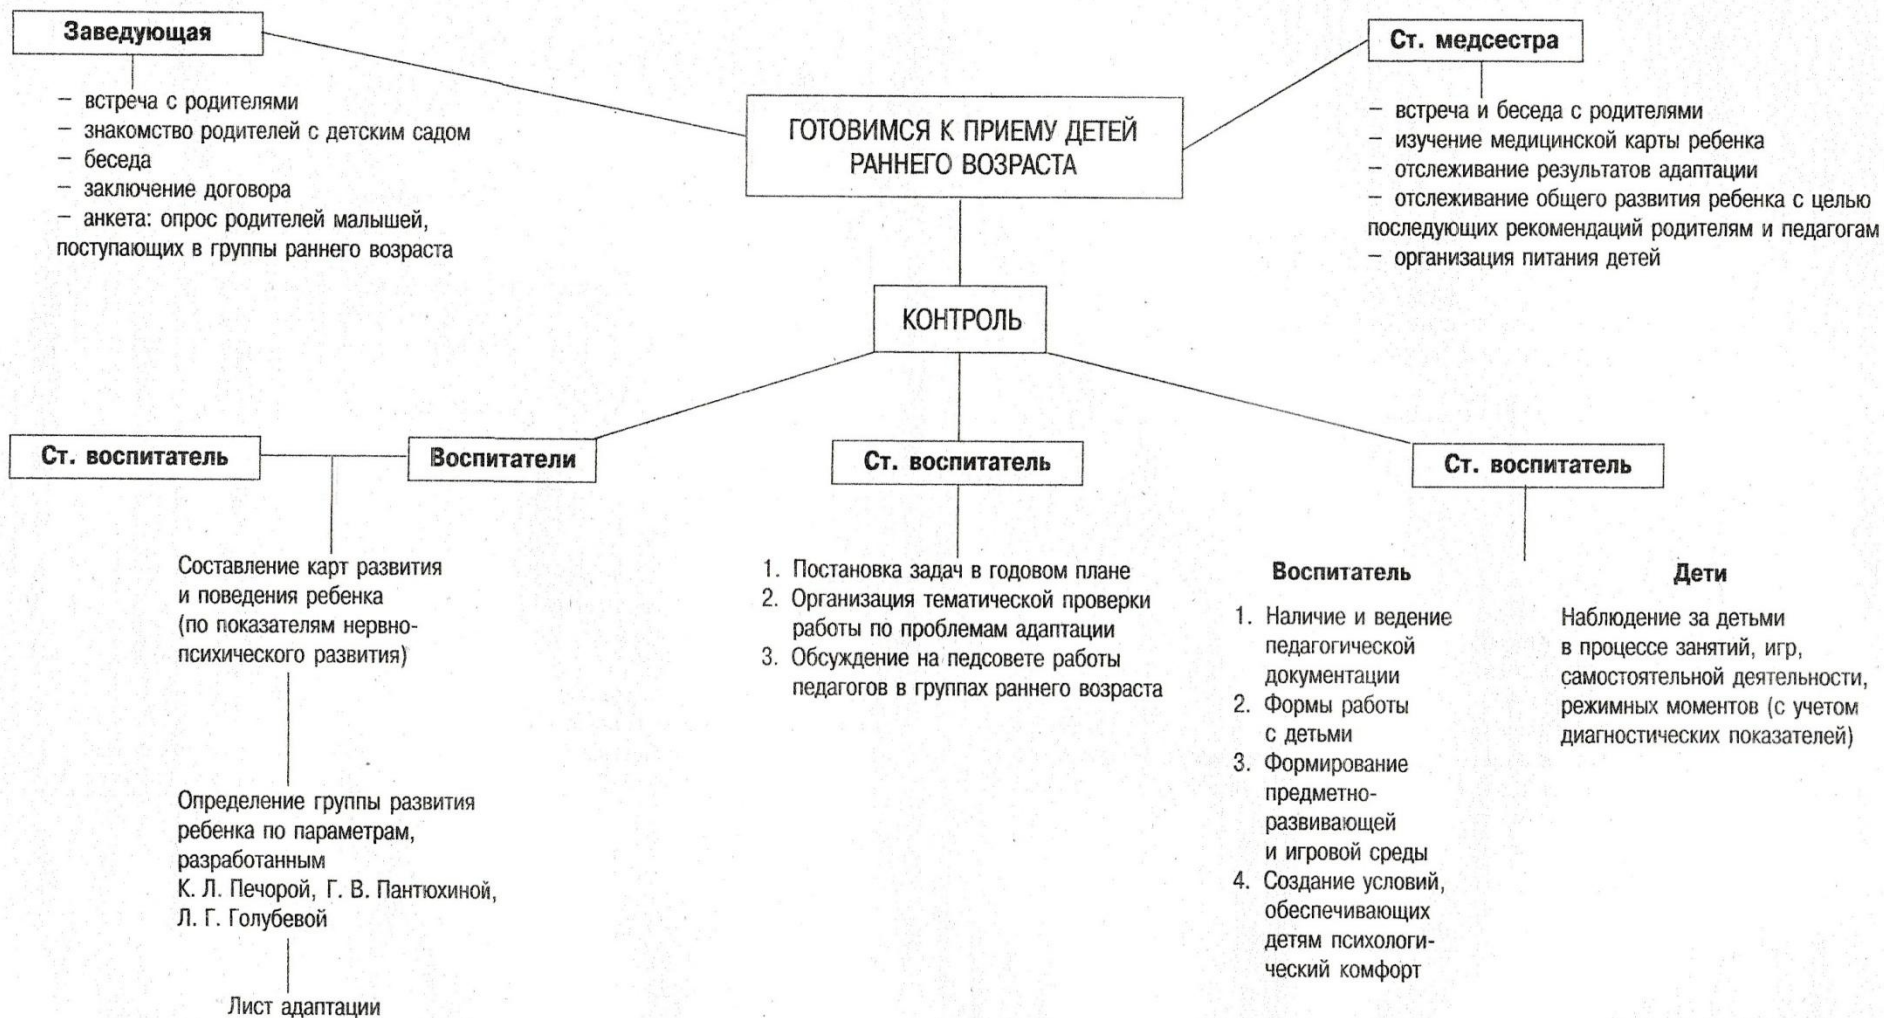 Заведующая
— встреча с родителями
— знакомство родителей с детским садом
— беседа
— заключение договора
— анкета: опрос родителей малышей,
поступающих в группы раннего возраста
ГОТОВИМСЯ К ПРИЕМУ ДЕТЕЙ
РАННЕГО ВОЗРАСТА
Ст. медсестра
— встреча и беседа с родителями
— изучение медицинской карты ребенка
— отслеживание результатов адаптации
— отслеживание общего развития ребенка с целью
последующих рекомендаций родителям и педагогам
— организация питания детей
КОНТРОЛЬ
Ст. воспитатель
Воспитатели
Составление карт развития
и поведения ребенка
(по показателям нервно-
психического развития)
Определение группы развития
ребенка по параметрам,
разработанным
К. Л. Печорой, Г. В. Пантюхиной,
Л. Г. Голубевой
Лист адаптации
Ст. воспитатель
1. Постановка задач в годовом плане
2. Организация тематической проверки
работы по проблемам адаптации
3. Обсуждение на педсовете работы
педагогов в группах раннего возраста
Ст. воспитатель
Воспитатель
1. Наличие и ведение
педагогической
документации
2. Формы работы
с детьми
3. Формирование
предметно-
развивающей
и игровой среды
4. Создание условий,
обеспечивающих
детям психологи-
ческий комфорт
Дети
Наблюдение за детьми
в процессе занятий, игр,
самостоятельной деятельности,
режимных моментов (с учетом
диагностических показателей)